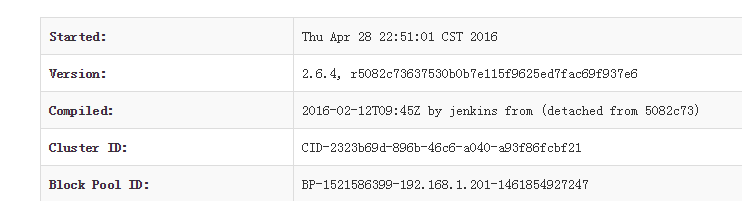 Started: Thu Apr 28 22:51:01 CST 2016
Version: 2.6.4, r5082c73637530b0b7e115f9625ed7fac69f937e6
Compiled: 2016-02-12T09:45Z by jenkins from (detached from 5082c73)
Cluster ID: CID-2323b69d-896b-46c6-a040-a93f86fcbf21
Block Pool ID: BP-1521586399-192.168.1.201-1461854927247